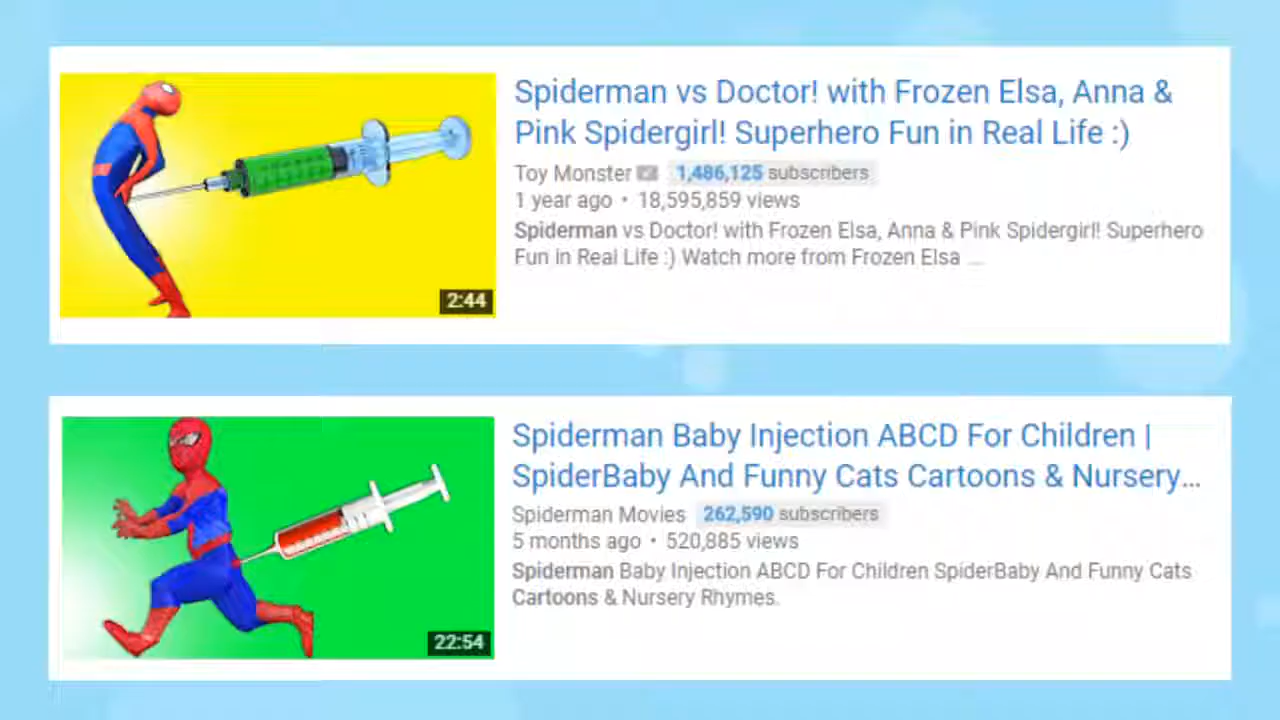 Spiderman vs Doctor! with Frozen Elsa, Anna &
Pink Spidergirl! Superhero Fun in Real Life :)
Toy Monster 1,486,125 subscribers
1 year ago • 18,595,859 views
Spiderman vs Doctor! with Frozen Elsa, Anna & Pink Spidergirl! Superhero
Fun in Real Life :) Watch more from Frozen Elsa ...
2:44
Spiderman Baby Injection ABCD For Children |
SpiderBaby And Funny Cats Cartoons & Nursery...
Spiderman Movies 262,590 subscribers
5 months ago • 520,885 views
Spiderman Baby Injection ABCD For Children SpiderBaby And Funny Cats
Cartoons & Nursery Rhymes.
22:54